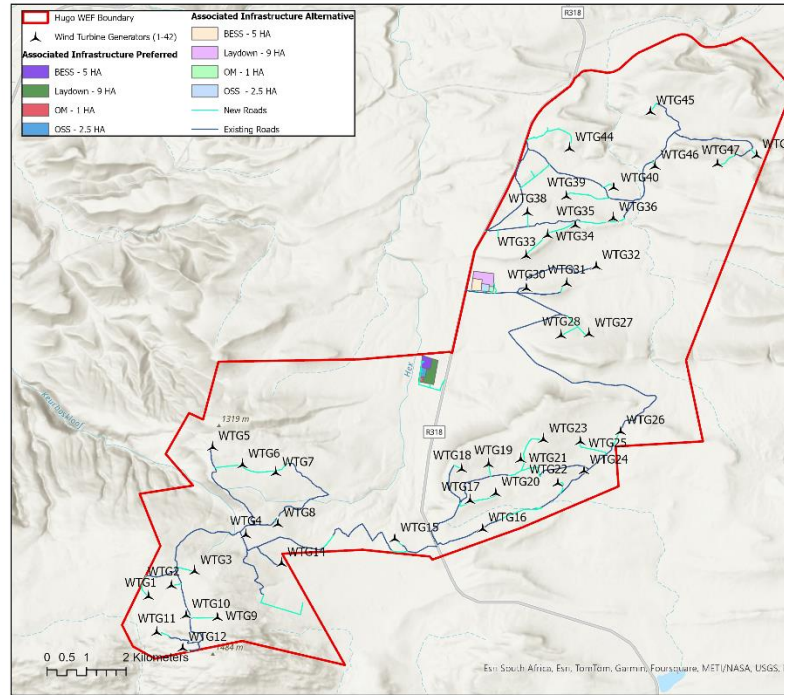 Hugo WEF Boundary
Wind Turbine Generators (1-42)
Associated Infrastructure Preferred
BESS - 5 HA
Laydown - 9 HA
OM - 1 HA
OSS - 2.5 HA
Associated Infrastructure Alternative
BESS - 5 HA
Laydown - 9 HA
OM - 1 HA
OSS - 2.5 HA
New Roads
Existing Roads
R318
WTG45
WTG44
WTG46
WTG47
WTG
WTG40
WTG39
WTG38
WTG35
WTG36
WTG34
WTG33
WTG32
WTG31
WTG30
WTG28
WTG27
Hex
R318
1319 m
WTG5
WTG6
WTG7
WTG26
WTG23
WTG25
WTG18
WTG19
WTG21
WTG24
WTG22
WTG17
WTG20
WTG16
WTG8
WTG4
WTG15
WTG14
WTG3
WTG2
WTG1
WTG10
WTG9
WTG11
WTG12
1484 m
0 0.5 1 2 Kilometers
Esri South Africa, Esri, TomTom, Garmin, Foursquare, METI/NASA, USGS,